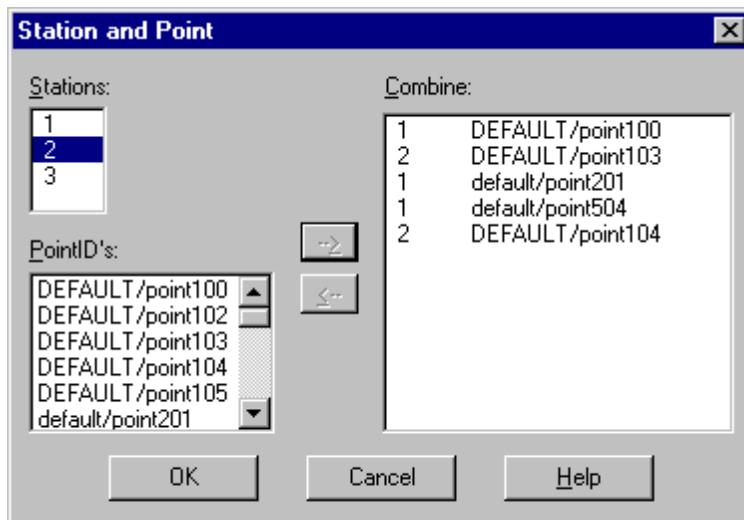 Station and Point
Stations:
1
2
3
PointID's:
DEFAULT/point100
DEFAULT/point102
DEFAULT/point103
DEFAULT/point104
DEFAULT/point105
default/point201
-->
<--
Combine:
1 DEFAULT/point100
2 DEFAULT/point103
1 default/point201
1 default/point504
2 DEFAULT/point104
OK Cancel Help